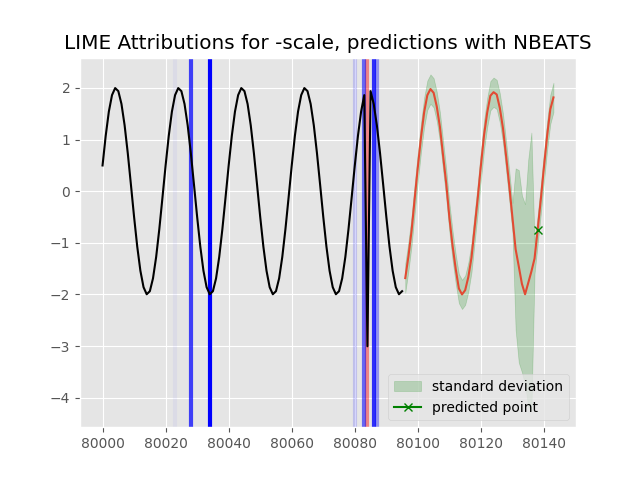 LIME Attributions for -scale, predictions with NBEATS
2
1
0
−1
−2
−3
−4
standard deviation
predicted point
80000 80020 80040 80060 80080 80100 80120 80140